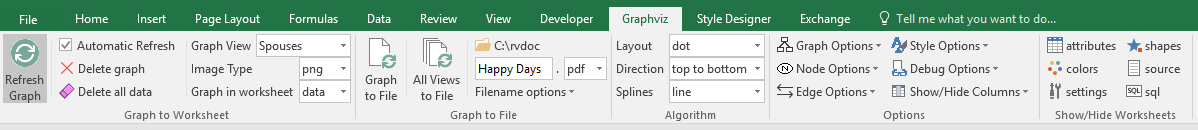 File Home Insert Page Layout Formulas Data Review View Developer Graphviz Style Designer Exchange Tell me what you want to do...
Refresh Graph
Automatic Refresh
Delete graph
Delete all data
Graph View Spouses
Image Type png
Graph in worksheet data
Graph to Worksheet
Graph to File
All Views to File
C:\rvdoc
Happy Days . pdf
Filename options
Graph to File
Layout dot
Direction top to bottom
Splines line
Algorithm
Graph Options
Node Options
Edge Options
Style Options
Debug Options
Show/Hide Columns
Options
attributes
colors
settings
shapes
source
SQL sql
Show/Hide Worksheets